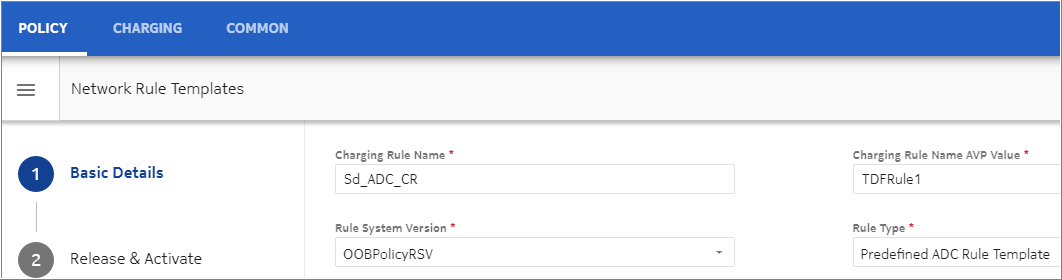 POLICY CHARGING COMMON
Network Rule Templates
1 Basic Details
2 Release & Activate
Charging Rule Name *
Sd_ADC_CR
Charging Rule Name AVP Value *
TDFRule1
Rule System Version *
OOBPolicyRSV
Rule Type *
Predefined ADC Rule Template